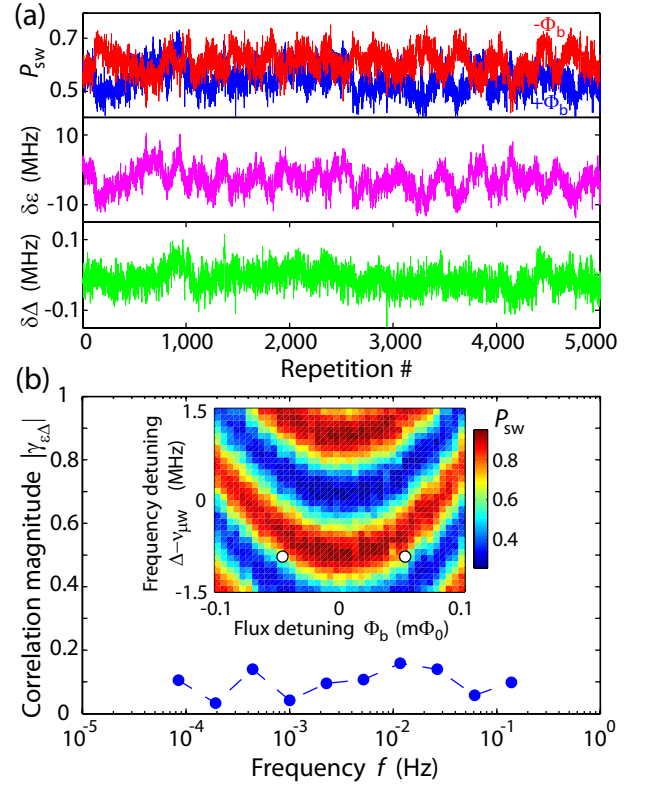 (a)
0.7
0.5
P_sw
-Φ_b
+Φ_b
10
-10
δε (MHz)
0.1
-0.1
δΔ (MHz)
0 1,000 2,000 3,000 4,000 5,000
Repetition #
(b)
1
0.8
0.6
0.4
0.2
0
Correlation magnitude |γ_εΔ|
1.5
0
-1.5
Frequency detuning
Δ−ν_μw (MHz)
-0.1 0 0.1
Flux detuning Φ_b (mΦ_0)
P_sw
0.8
0.6
0.4
10^-5 10^-4 10^-3 10^-2 10^-1 10^0
Frequency f (Hz)